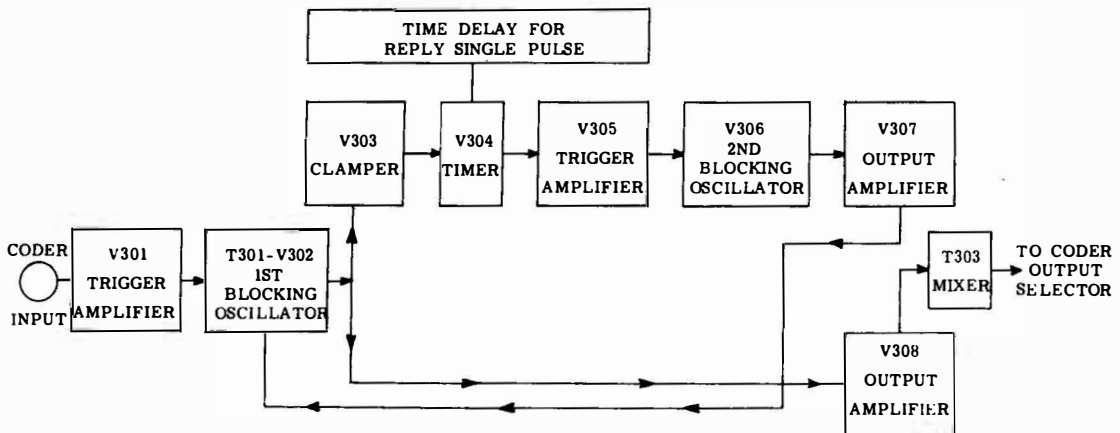 TIME DELAY FOR
REPLY SINGLE PULSE
V303
CLAMPER
V304
TIMER
V305
TRIGGER
AMPLIFIER
V306
2ND
BLOCKING
OSCILLATOR
V307
OUTPUT
AMPLIFIER
CODER
INPUT
V301
TRIGGER
AMPLIFIER
T301-V302
1ST
BLOCKING
OSCILLATOR
T303
MIXER
TO CODER
OUTPUT
SELECTOR
V308
OUTPUT
AMPLIFIER